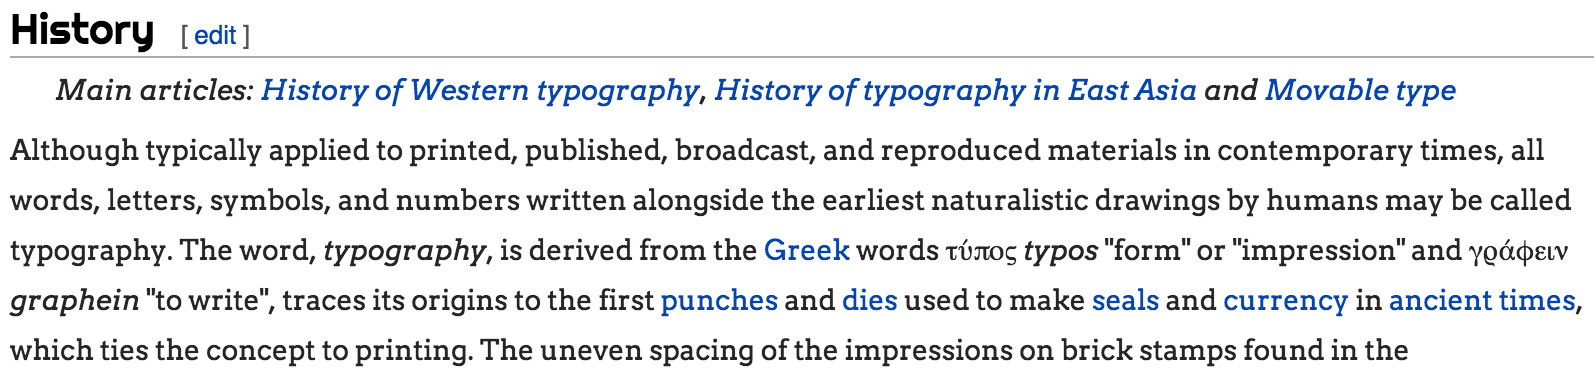 History [ edit ]
Main articles: History of Western typography, History of typography in East Asia and Movable type
Although typically applied to printed, published, broadcast, and reproduced materials in contemporary times, all
words, letters, symbols, and numbers written alongside the earliest naturalistic drawings by humans may be called
typography. The word, typography, is derived from the Greek words τύπος typos "form" or "impression" and γράφειν
graphein "to write", traces its origins to the first punches and dies used to make seals and currency in ancient times,
which ties the concept to printing. The uneven spacing of the impressions on brick stamps found in the